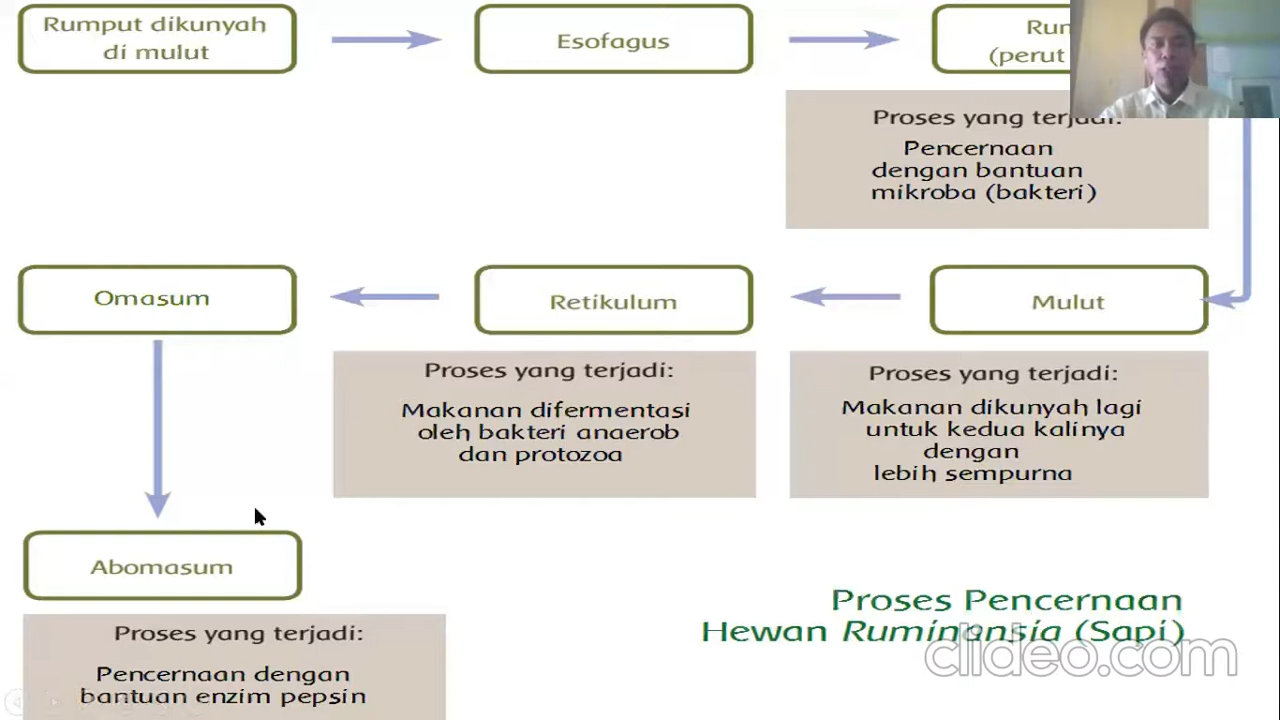 Rumput dikunyah
di mulut
Esofagus
(perut
Proses yang terjadi:
Pencernaan
dengan bantuan
mikroba (bakteri)
Omasum
Retikulum
Mulut
Proses yang terjadi:
Makanan difermentasi
oleh bakteri anaerob
dan protozoa
Proses yang terjadi:
Makanan dikunyah lagi
untuk kedua kalinya
dengan
lebih sempurna
Abomasum
Proses yang terjadi:
Pencernaan dengan
bantuan enzim pepsin
Proses Pencernaan
Hewan Ruminansia (Sapi)
clideo.com